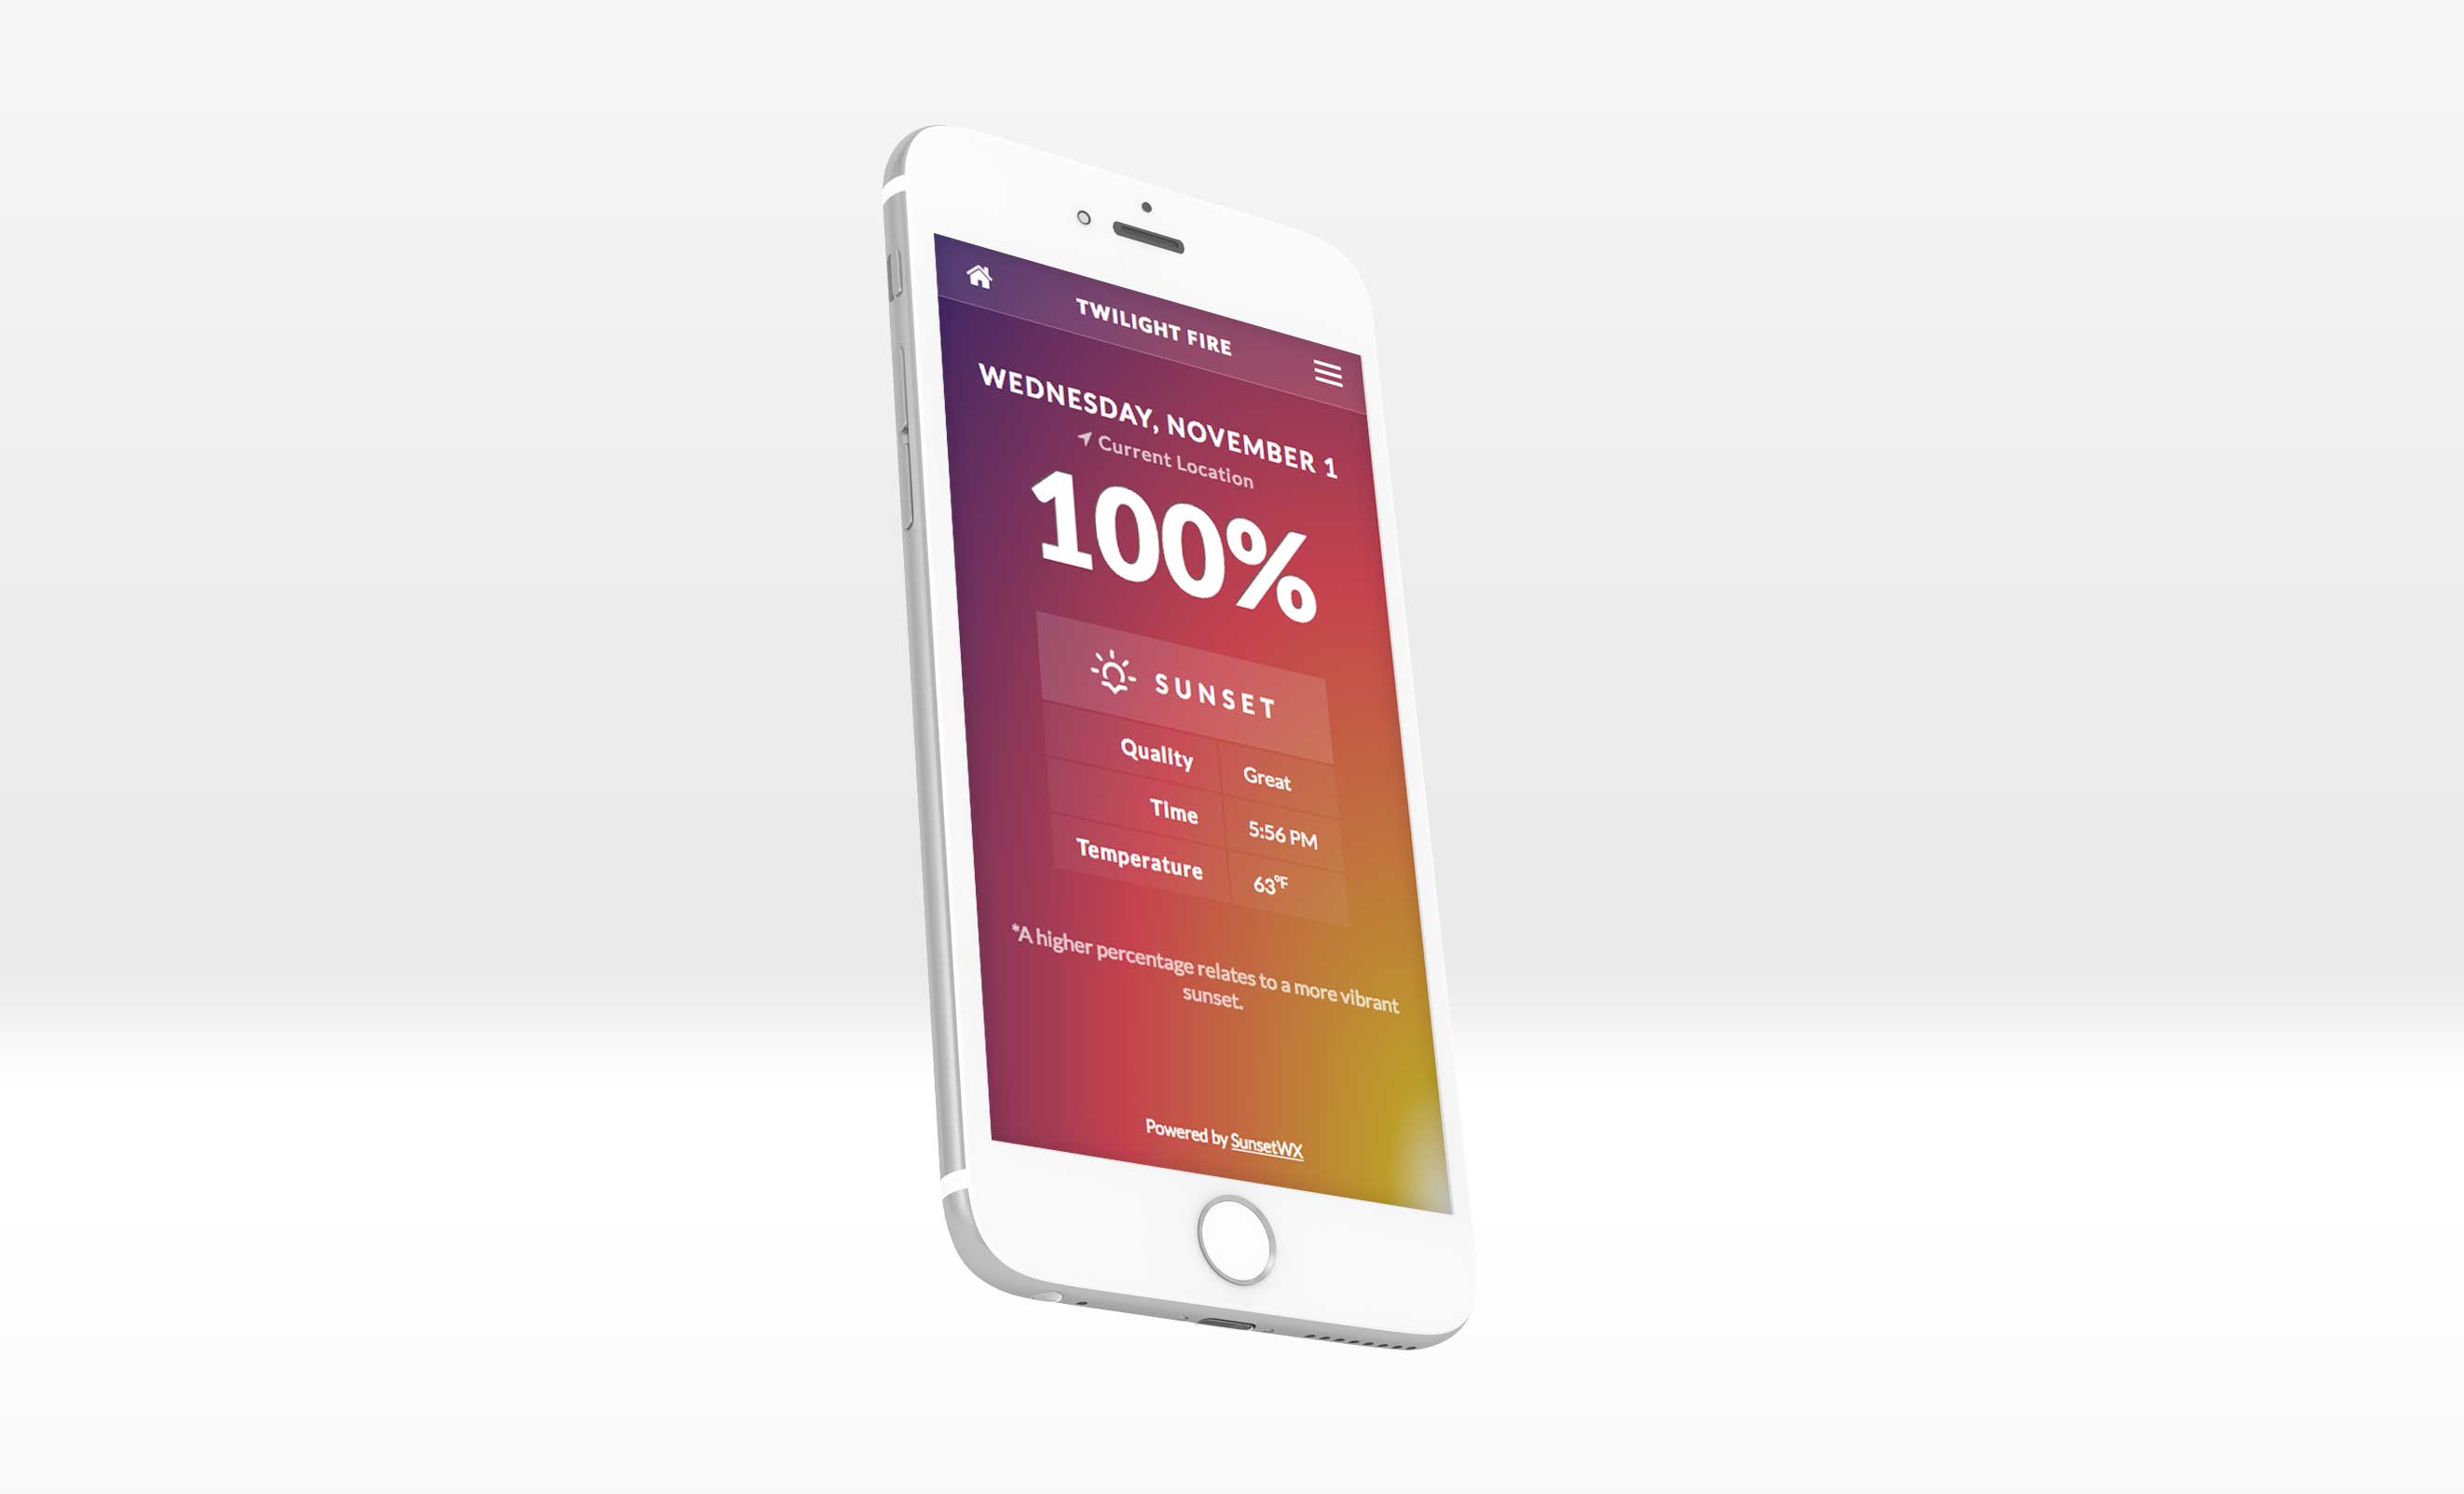 TWILIGHT FIRE
WEDNESDAY, NOVEMBER 1
Current Location
100%
SUNSET
Quality Great
Time 5:56 PM
Temperature 63°F
*A higher percentage relates to a more vibrant
sunset.
Powered by SunsetWX